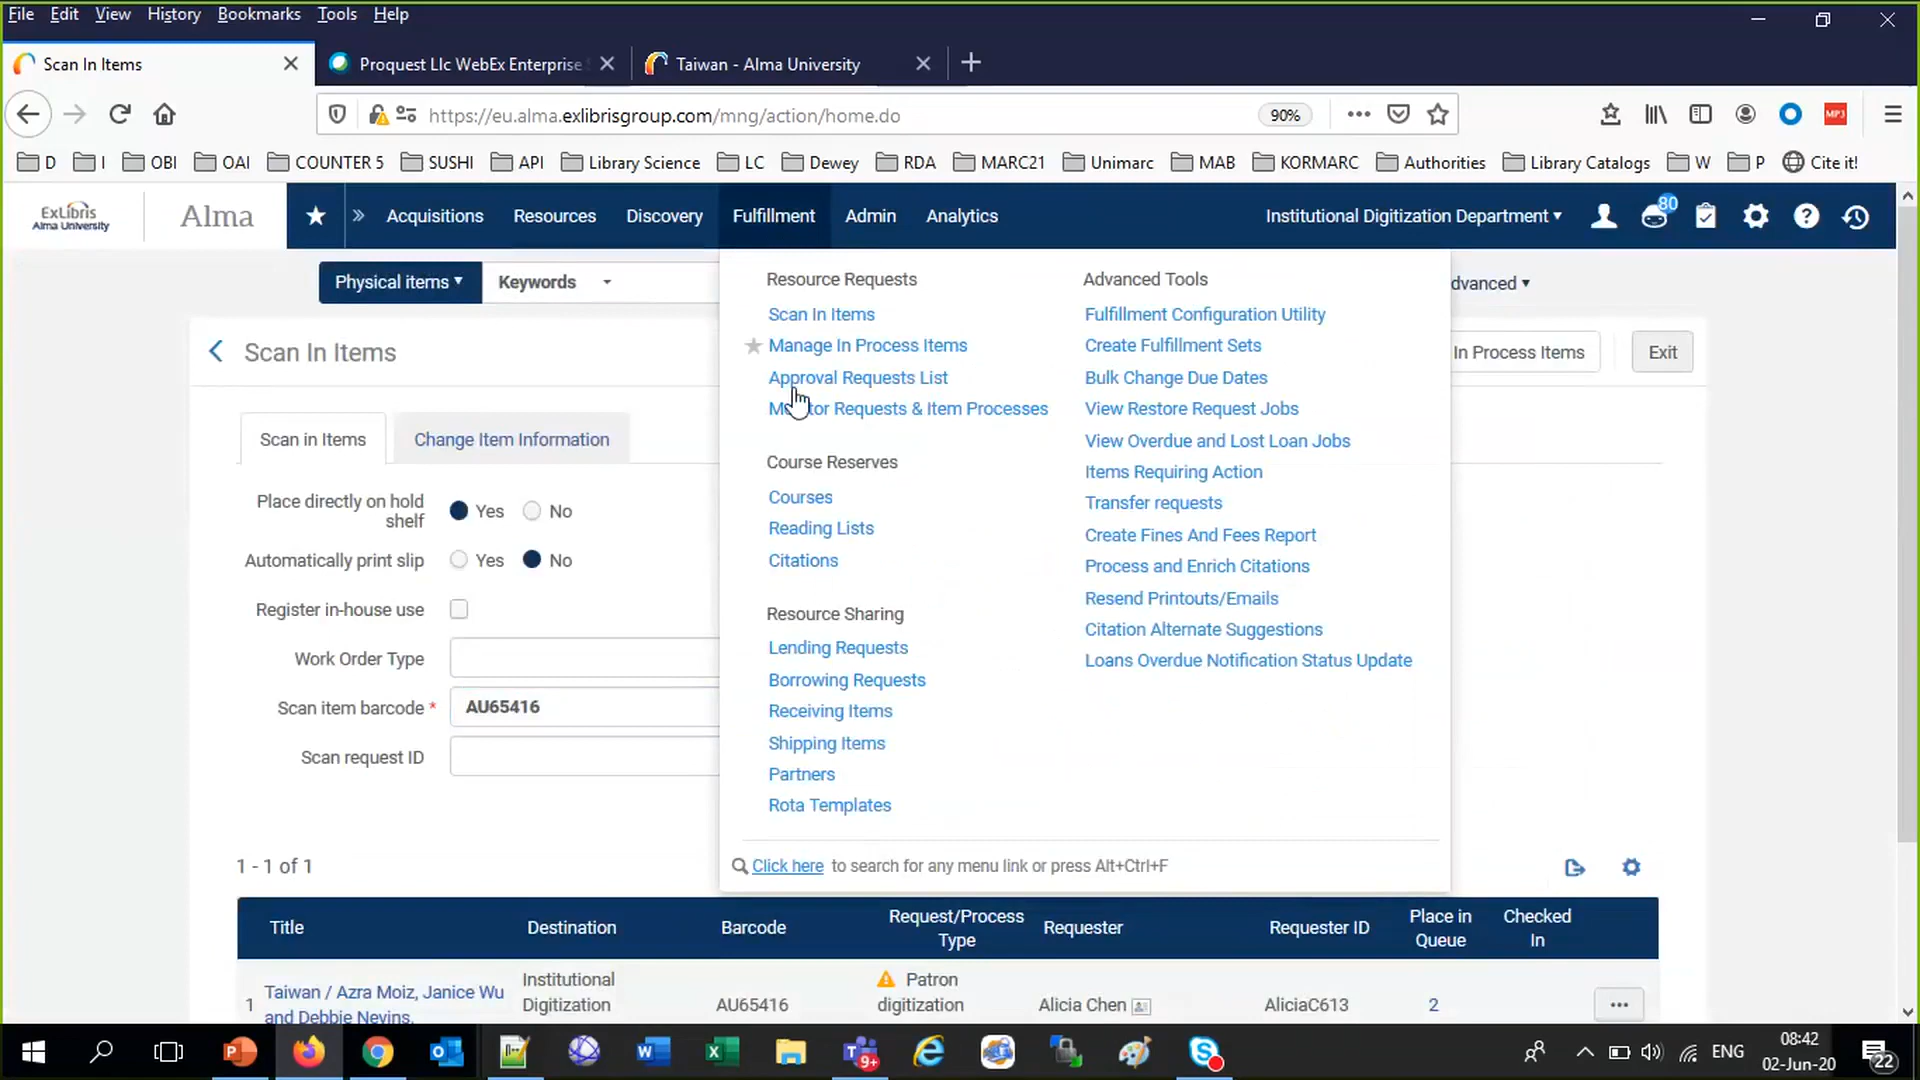 File Edit View History Bookmarks Tools Help
Scan In Items
Proquest Llc WebEx Enterprise
Taiwan - Alma University
https://eu.alma.exlibrisgroup.com/mng/action/home.do
90%
MP3
D I OBI OAI COUNTER 5 SUSHI API Library Science LC Dewey RDA MARC21 Unimarc MAB KORMARC Authorities Library Catalogs W P Cite it!
ExLibris
Alma University
Alma
Acquisitions Resources Discovery Fulfillment Admin Analytics
Institutional Digitization Department
80
Physical items
Keywords
dvanced
Scan In Items
In Process Items
Exit
Scan in Items
Change Item Information
Place directly on hold
shelf
Yes No
Automatically print slip Yes No
Register in-house use
Work Order Type
Scan item barcode * AU65416
Scan request ID
Resource Requests
Scan In Items
Manage In Process Items
Approval Requests List
M tor Requests & Item Processes
Course Reserves
Courses
Reading Lists
Citations
Resource Sharing
Lending Requests
Borrowing Requests
Receiving Items
Shipping Items
Partners
Rota Templates
Advanced Tools
Fulfillment Configuration Utility
Create Fulfillment Sets
Bulk Change Due Dates
View Restore Request Jobs
View Overdue and Lost Loan Jobs
Items Requiring Action
Transfer requests
Create Fines And Fees Report
Process and Enrich Citations
Resend Printouts/Emails
Citation Alternate Suggestions
Loans Overdue Notification Status Update
Click here to search for any menu link or press Alt+Ctrl+F
1 - 1 of 1
Title Destination Barcode Request/Process Type Requester Requester ID Place in Queue Checked In
1
Taiwan / Azra Moiz, Janice Wu
and Debbie Nevins.
Institutional
Digitization
AU65416
Patron
digitization
Alicia Chen
AliciaC613
2
9+
ENG
08:42
02-Jun-20
22